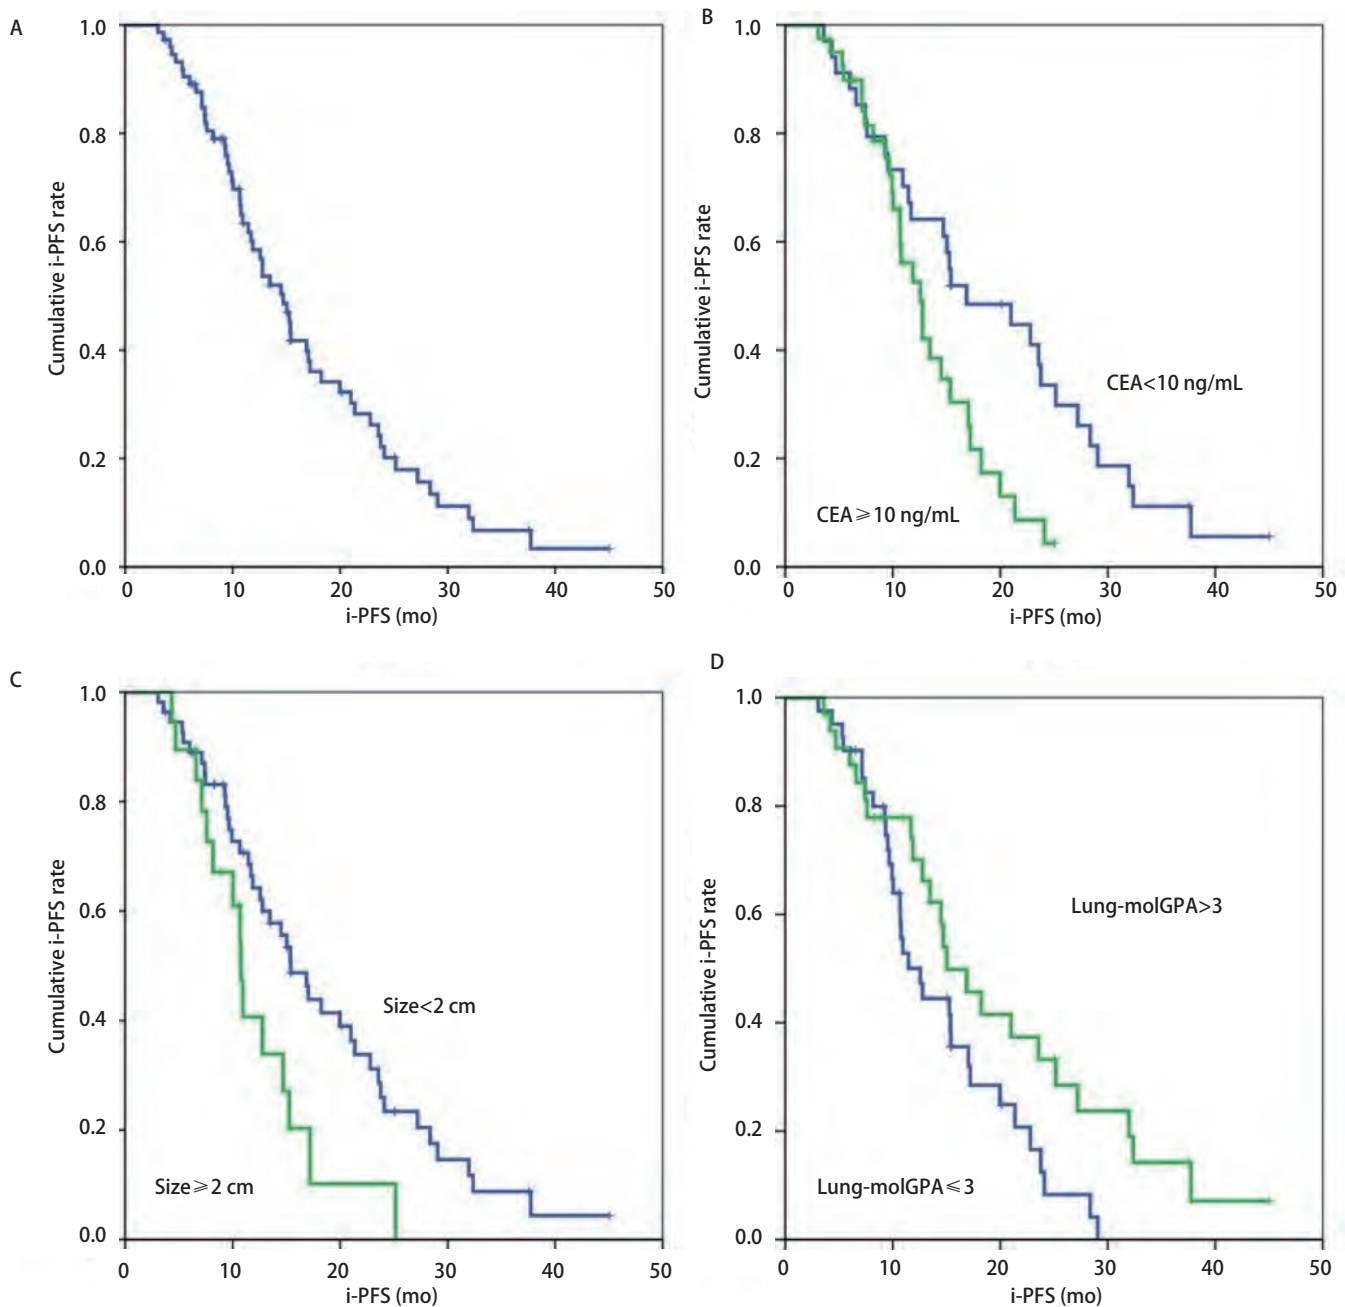 A
1.0
0.8
0.6
0.4
0.2
0.0
Cumulative i-PFS rate
0 10 20 30 40 50
i-PFS (mo)
B
1.0
0.8
0.6
0.4
0.2
0.0
Cumulative i-PFS rate
CEA<10 ng/mL
CEA⩾10 ng/mL
0 10 20 30 40 50
i-PFS (mo)
C
1.0
0.8
0.6
0.4
0.2
0.0
Cumulative i-PFS rate
Size<2 cm
Size⩾2 cm
0 10 20 30 40 50
i-PFS (mo)
D
1.0
0.8
0.6
0.4
0.2
0.0
Cumulative i-PFS rate
Lung-molGPA>3
Lung-molGPA⩽3
0 10 20 30 40 50
i-PFS (mo)